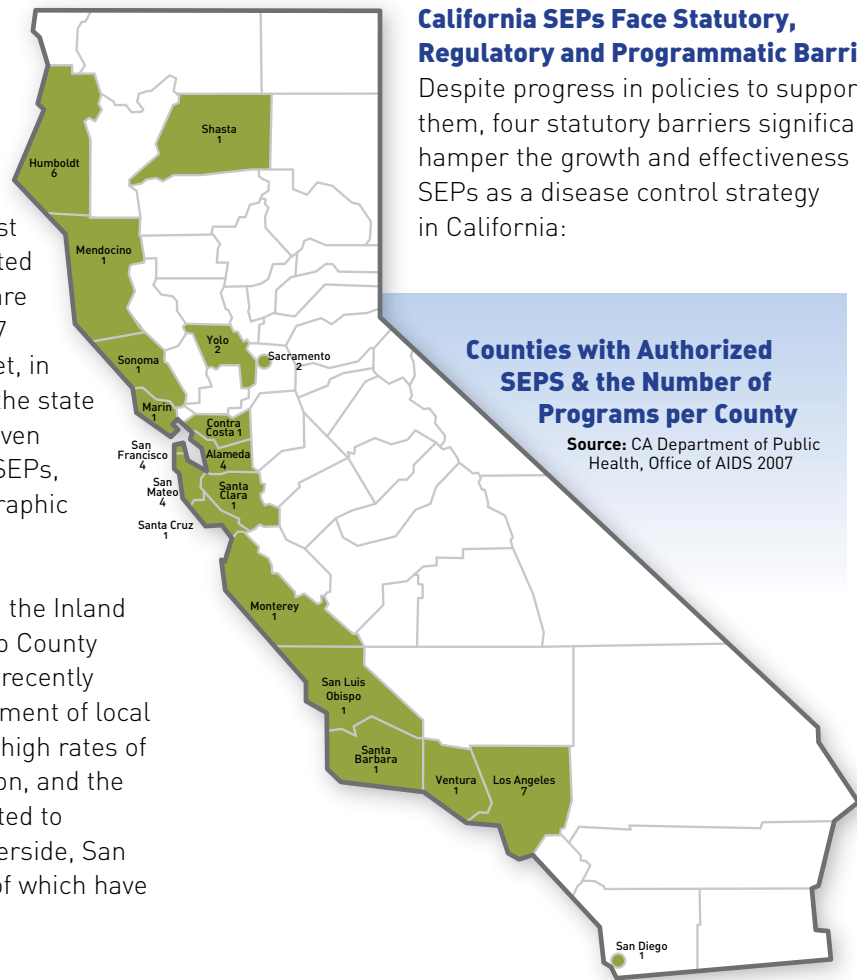 California SEPs Face Statutory,
Regulatory and Programmatic Barri
Despite progress in policies to suppor
them, four statutory barriers significa
hamper the growth and effectiveness
SEPs as a disease control strategy
in California:
Counties with Authorized
SEPS & the Number of
Programs per County
Source: CA Department of Public
Health, Office of AIDS 2007
st
ted
are
7
et, in
the state
ven
SEPs,
raphic
the Inland
o County
recently
ment of local
high rates of
on, and the
ted to
erside, San
of which have
Shasta
1
Humboldt
6
Mendocino
1
Yolo
2
Sacramento
2
Sonoma
1
Marin
1
Contra
Costa 1
San
Francisco
4
Alameda
4
San
Mateo
4
Santa
Clara
1
Santa Cruz
1
Monterey
1
San Luis
Obispo
1
Santa
Barbara
1
Ventura
1
Los Angeles
7
San Diego
1